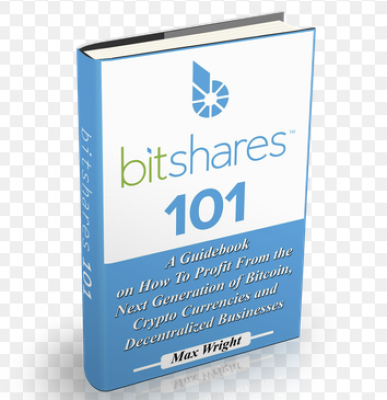 bitshares™
101
A Guidebook
on How To Profit From the
Next Generation of Bitcoin,
Crypto Currencies and
Decentralized Businesses
Max Wright
bitshares 101